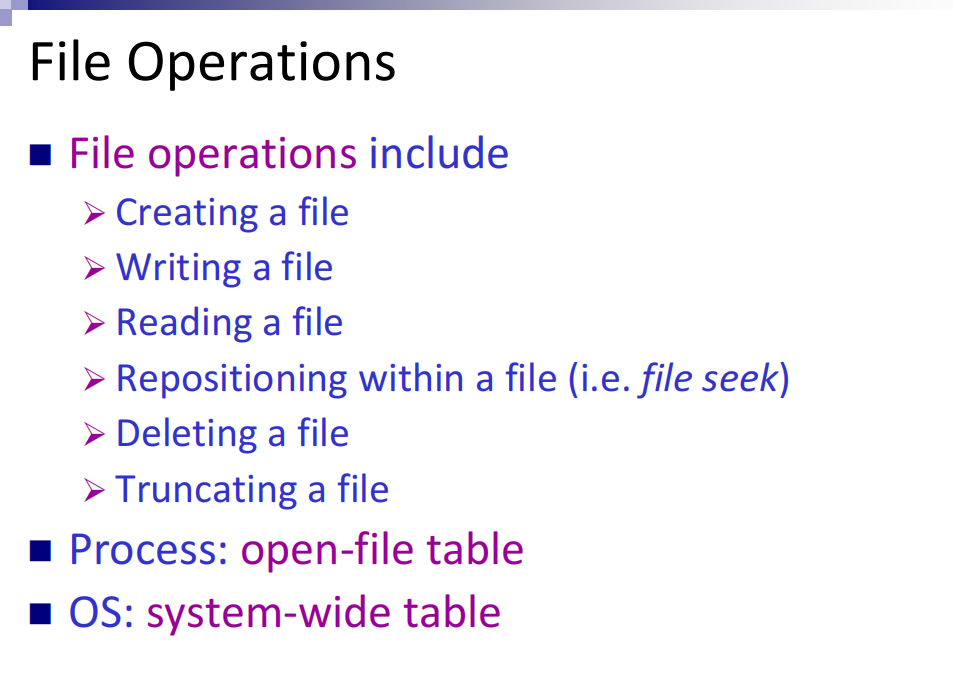 File Operations
File operations include
Creating a file
Writing a file
Reading a file
Repositioning within a file (i.e. file seek)
Deleting a file
Truncating a file
Process: open-file table
OS: system-wide table